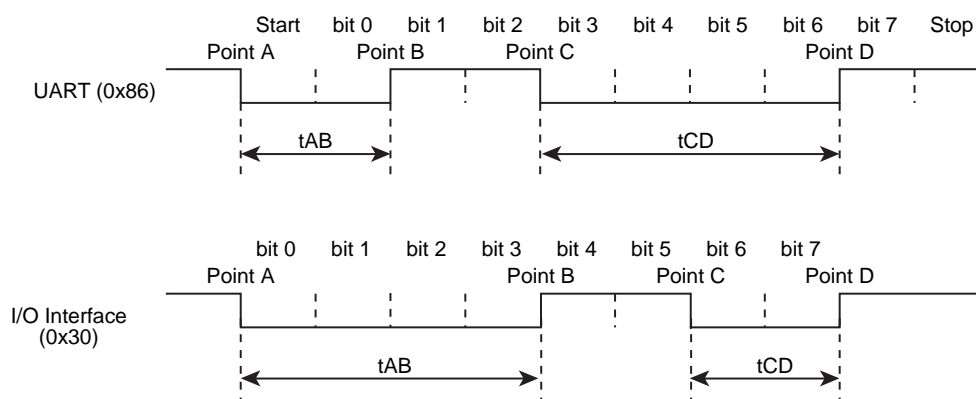 Start bit 0 bit 1 bit 2 bit 3 bit 4 bit 5 bit 6 bit 7 Stop
Point A Point B Point C Point D
UART (0x86)
tAB tCD
bit 0 bit 1 bit 2 bit 3 bit 4 bit 5 bit 6 bit 7
Point A Point B Point C Point D
I/O Interface
(0x30)
tAB tCD